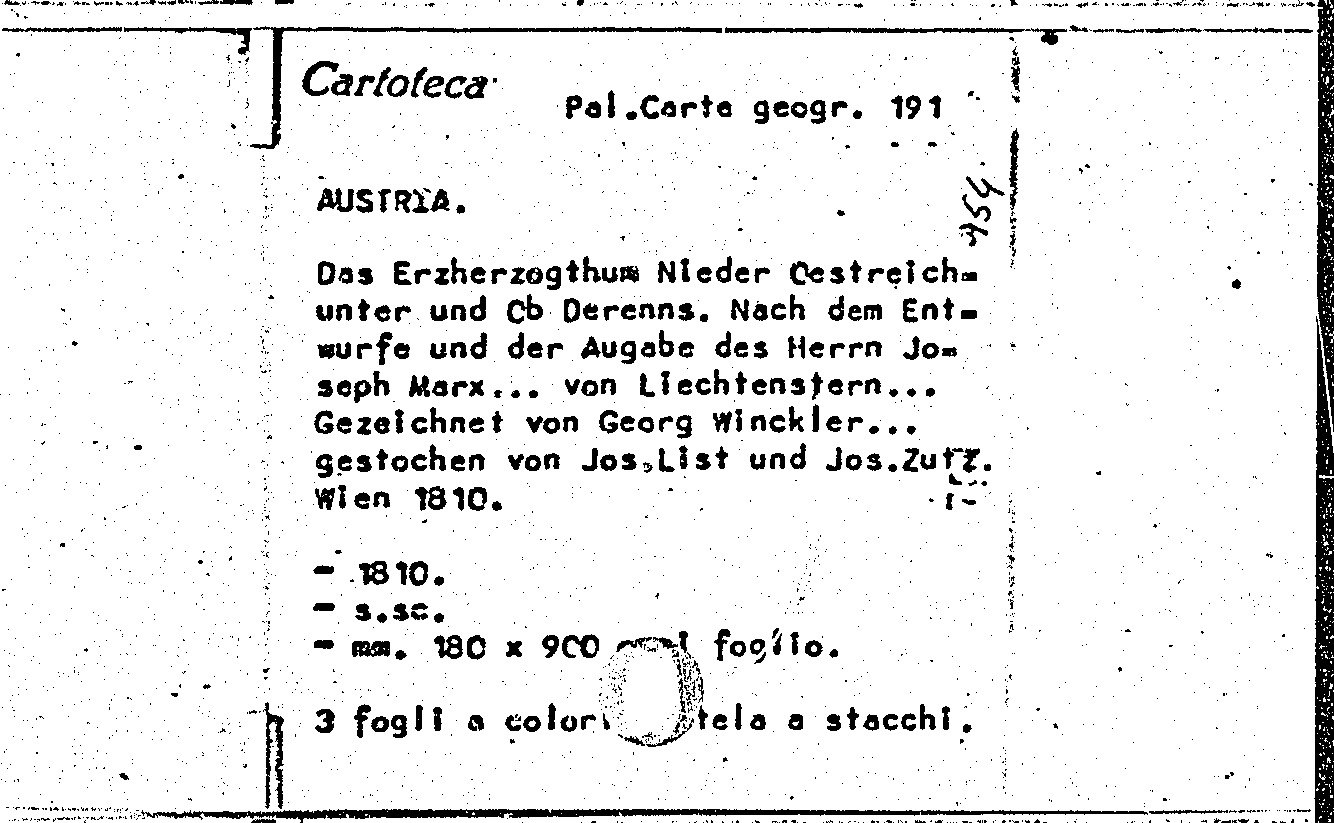 Cartoteca
Pal.Carte geogr. 191
954
AUSTRIA.
Das Erzherzogthum Nieder Oestreich-
unter und Ob Derenns. Nach dem Ent-
wurfe und der Augabe des Herrn Jo-
seph Marx... von Liechtenstern...
Gezeichnet von Georg Winckler...
gestochen von Jos.List und Jos.
Wien 1810.
- 1810.
- s.sc.
- mm. 180 x 900 foglio.
3 fogli a colori tela a stacchi.